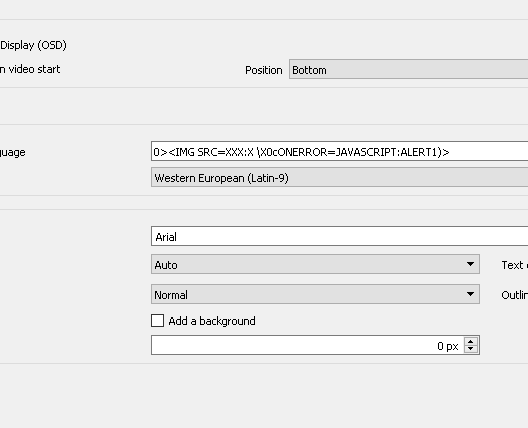 Display (OSD)
n video start Position Bottom
guage 0><IMG SRC=XXX:X \X0cONERROR=JAVASCRIPT:ALERT1)>
Western European (Latin-9)
Arial
Auto Text
Normal Outlin
Add a background
0 px